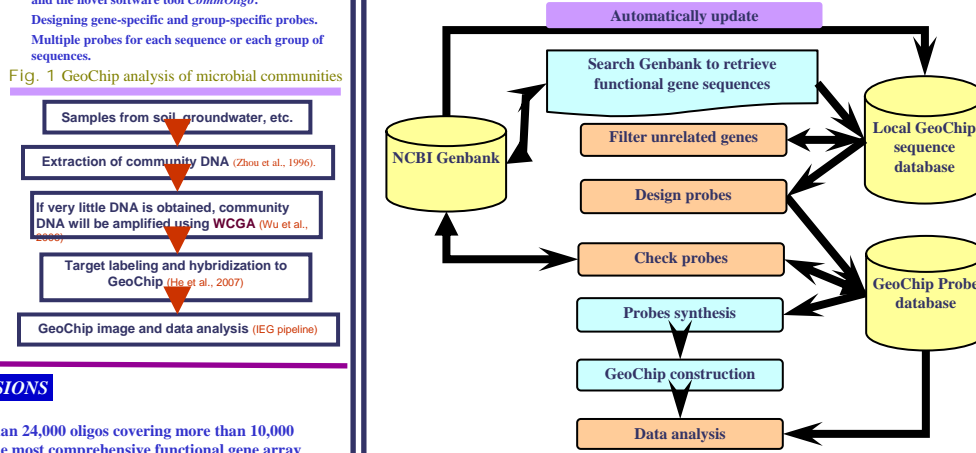 and the novel software tool CommOligo.
Designing gene-specific and group-specific probes.
Multiple probes for each sequence or each group of
sequences.
Fig. 1 GeoChip analysis of microbial communities
Samples from soil, groundwater, etc.
Extraction of community DNA (Zhou et al., 1996).
If very little DNA is obtained, community
DNA will be amplified using WCGA (Wu et al.,
Target labeling and hybridization to
GeoChip (He et al., 2007)
GeoChip image and data analysis (IEG pipeline)
SIONS
an 24,000 oligos covering more than 10,000
e most comprehensive functional gene array
Automatically update
Search Genbank to retrieve
functional gene sequences
NCBI Genbank
Filter unrelated genes
Local GeoChip
sequence
database
Design probes
Check probes
GeoChip Probe
database
Probes synthesis
GeoChip construction
Data analysis